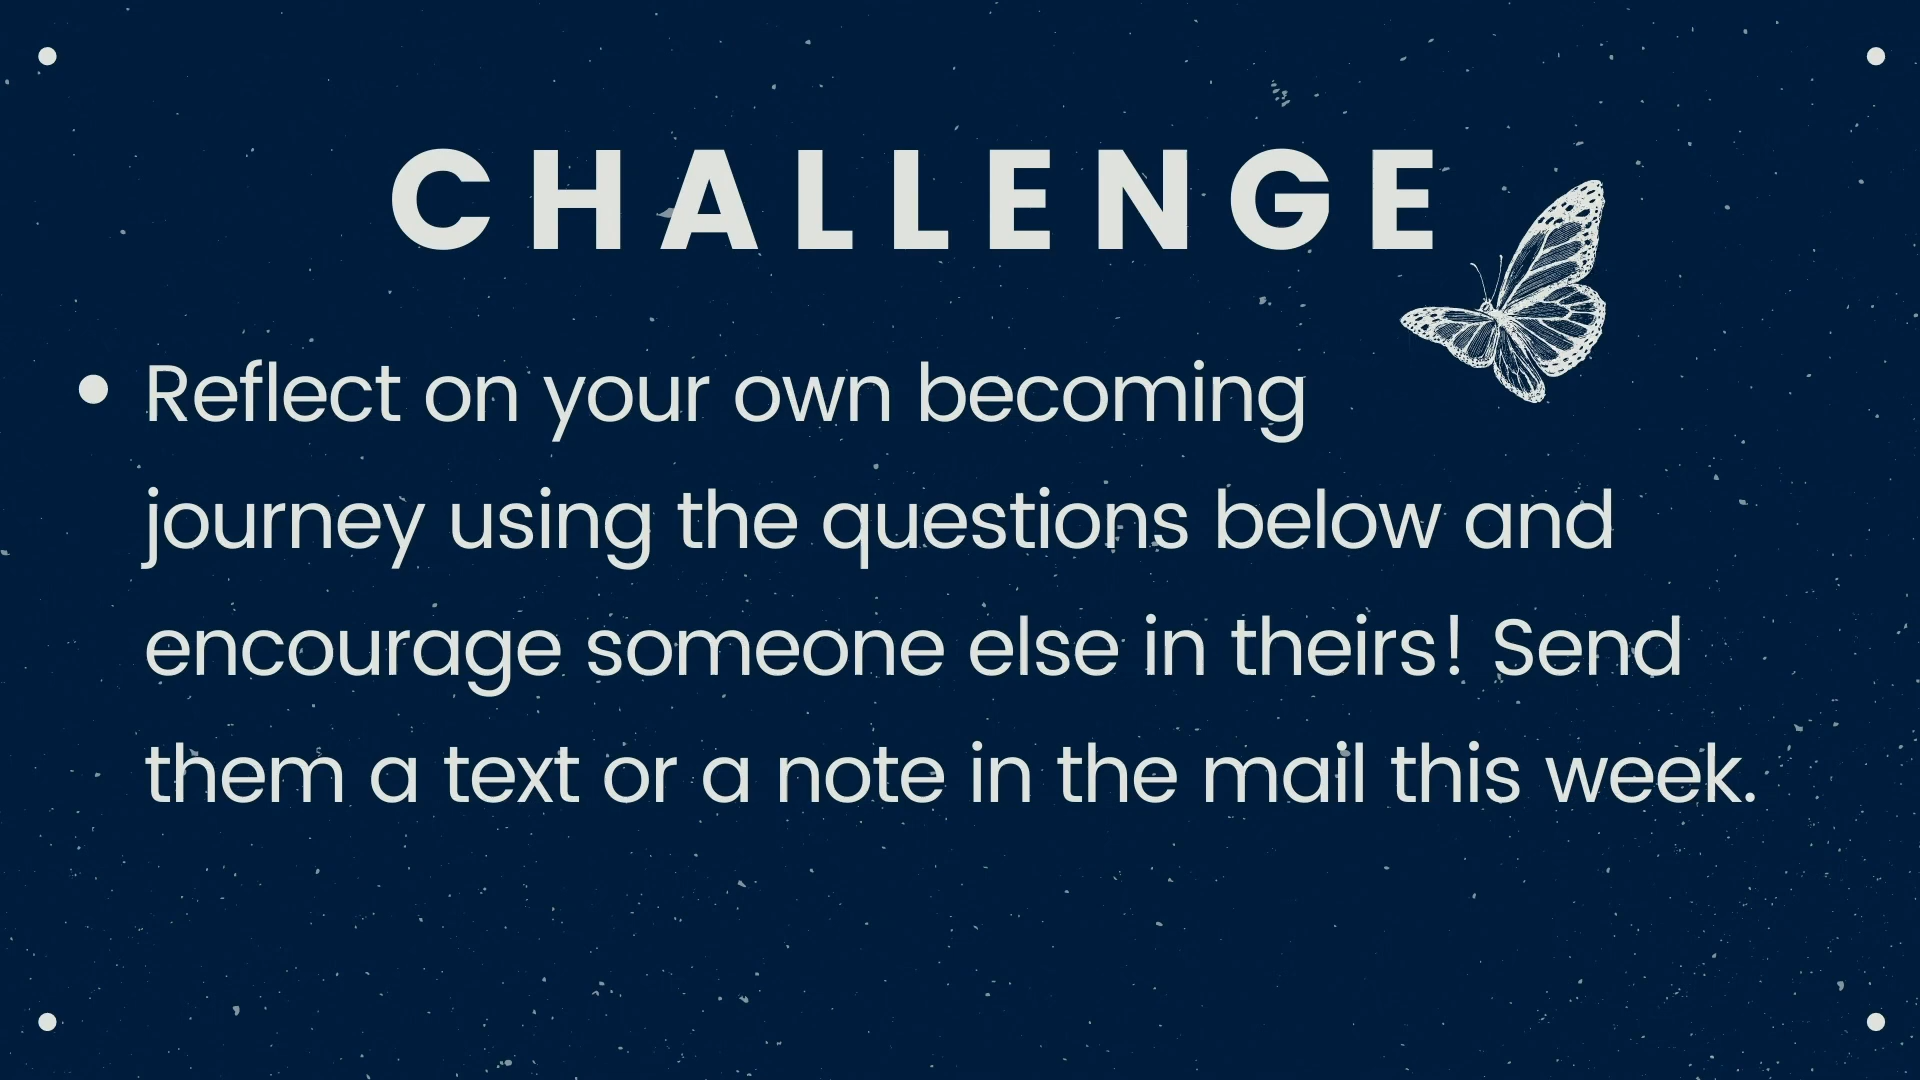 CHALLENGE
• Reflect on your own becoming
journey using the questions below and
encourage someone else in theirs! Send
them a text or a note in the mail this week.